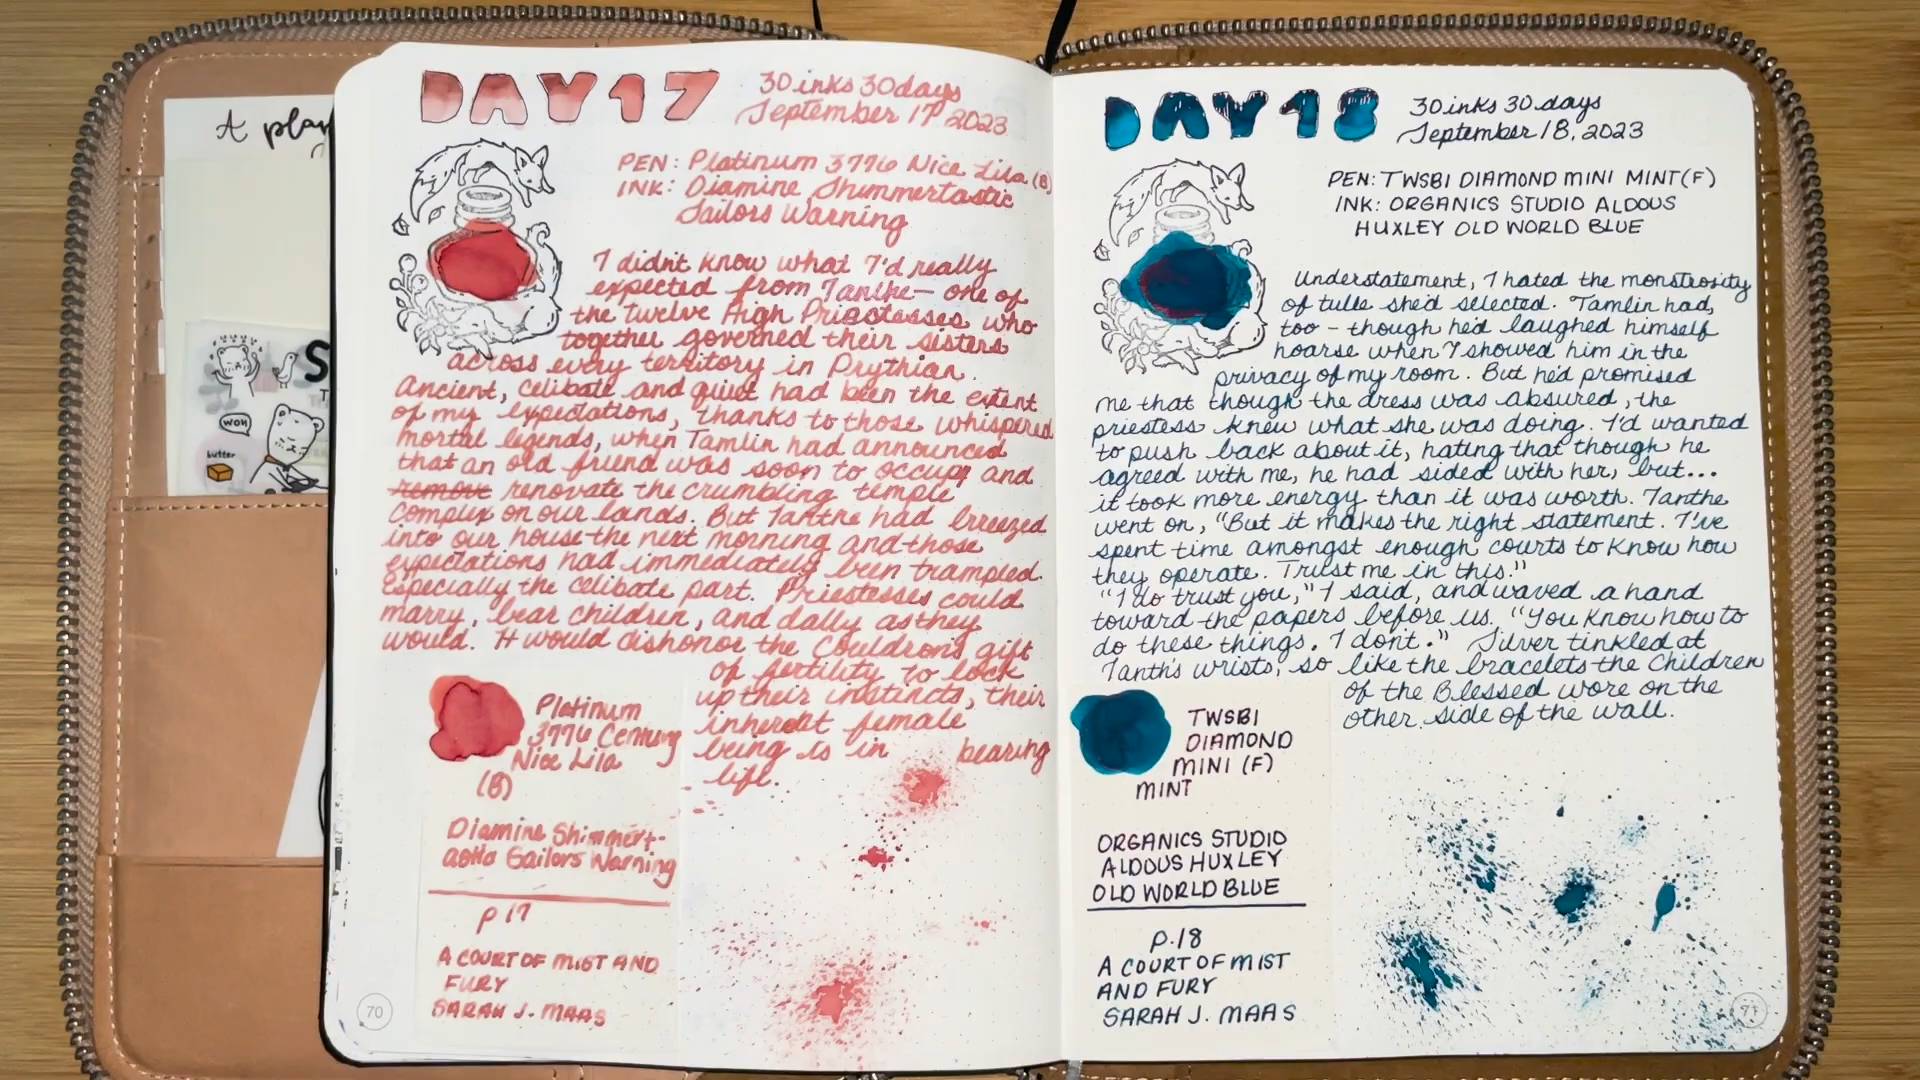 A play
S
WOH
butter
DAY 17
30 inks 30 days
September 17 2023
PEN: Platinum 3776 Nice Lila (B)
INK: Diamine Shimmertastic
Sailors Warning
I didn't know what I'd really
expected from Ianthe — one of
the twelve High Priestesses who
together governed their sisters
across every territory in Prythian.
Ancient, celibate and quiet had been the extent
of my expectations, thanks to those whispered
mortal legends, when Tamlin had announced
that an old friend was soon to occupy and
remove renovate the crumbling temple
complex on our lands. But Ianthe had breezed
into our house the next morning and those
expectations had immediately been trampled.
Especially the celibate part. Priestesses could
marry, bear children, and dally as they
would. It would dishonor the Cauldron's gift
of fertility to lock
up their instincts, their
inherent female
being is in bearing
life.
Platinum
3776 Century
Nice Lila
(B)
Diamine Shimmert-
astic Sailors Warning
p 17
A COURT OF MIST AND
FURY
SARAH J. MAAS
70
DAY 18
30 inks 30 days
September 18, 2023
PEN: TWSBI DIAMOND MINI MINT (F)
INK: ORGANICS STUDIO ALDOUS
HUXLEY OLD WORLD BLUE
Understatement, I hated the monstrosity
of tulle she'd selected. Tamlin had,
too - though he'd laughed himself
hoarse when I showed him in the
privacy of my room. But he'd promised
me that though the dress was absurd, the
priestess knew what she was doing. I'd wanted
to push back about it, hating that though he
agreed with me, he had sided with her, but...
it took more energy than it was worth. Ianthe
went on, "But it makes the right statement. I've
spent time amongst enough courts to know how
they operate. Trust me in this."
"I do trust you," I said, and waved a hand
toward the papers before us. "You know how to
do these things. I don't." Silver tinkled at
Ianth's wrists, so like the bracelets the Children
of the Blessed wore on the
other side of the wall.
TWSBI
DIAMOND
MINI (F)
MINT
ORGANICS STUDIO
ALDOUS HUXLEY
OLD WORLD BLUE
p.18
A COURT OF MIST
AND FURY
SARAH J. MAAS
71